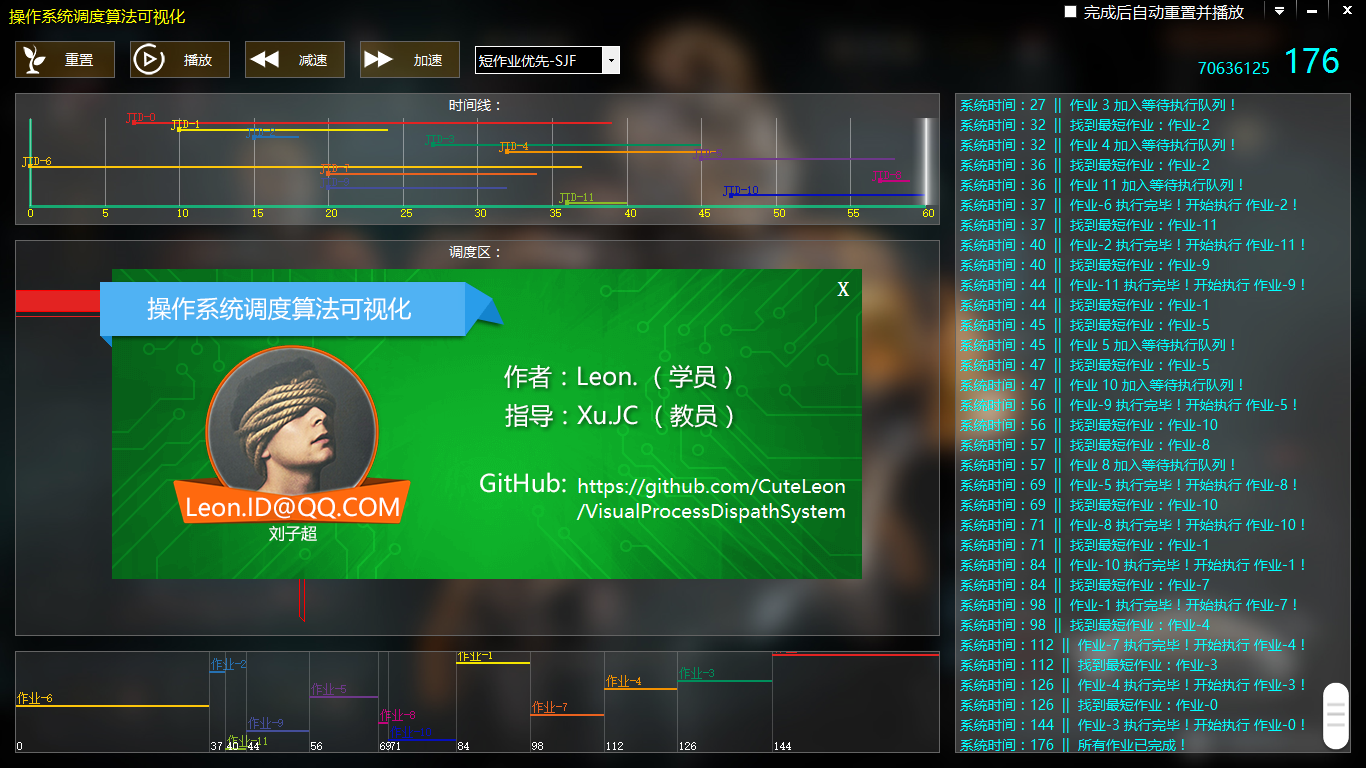 操作系统调度算法可视化
完成后自动重置并播放
重置
播放
减速
加速
短作业优先-SJF
70636125
176
时间线：
JID-0
JID-1
JID-3
JID-4
JID-6
JID-7
JID-10
JID-11
0 5 10 15 20 25 30 35 40 45 50 55 60
调度区：
操作系统调度算法可视化
X
作者：Leon.（学员）
指导：Xu.JC（教员）
GitHub: https://github.com/CuteLeon
/VisualProcessDispathSystem
Leon.ID@QQ.COM
刘子超
作业-6
作业-2
作业-11
作业-9
作业-5
作业-8
作业-1
作业-7
作业-4
作业-3
0 37 40 44 56 69 71 84 98 112 126 144
系统时间：27 || 作业 3 加入等待执行队列！
系统时间：32 || 找到最短作业：作业-2
系统时间：32 || 作业 4 加入等待执行队列！
系统时间：36 || 找到最短作业：作业-2
系统时间：36 || 作业 11 加入等待执行队列！
系统时间：37 || 作业-6 执行完毕！开始执行 作业-2！
系统时间：37 || 找到最短作业：作业-11
系统时间：40 || 作业-2 执行完毕！开始执行 作业-11！
系统时间：40 || 找到最短作业：作业-9
系统时间：44 || 作业-11 执行完毕！开始执行 作业-9！
系统时间：44 || 找到最短作业：作业-1
系统时间：45 || 找到最短作业：作业-5
系统时间：45 || 作业 5 加入等待执行队列！
系统时间：47 || 找到最短作业：作业-5
系统时间：47 || 作业 10 加入等待执行队列！
系统时间：56 || 作业-9 执行完毕！开始执行 作业-5！
系统时间：56 || 找到最短作业：作业-10
系统时间：57 || 找到最短作业：作业-8
系统时间：57 || 作业 8 加入等待执行队列！
系统时间：69 || 作业-5 执行完毕！开始执行 作业-8！
系统时间：69 || 找到最短作业：作业-10
系统时间：71 || 作业-8 执行完毕！开始执行 作业-10！
系统时间：71 || 找到最短作业：作业-1
系统时间：84 || 作业-10 执行完毕！开始执行 作业-1！
系统时间：84 || 找到最短作业：作业-7
系统时间：98 || 作业-1 执行完毕！开始执行 作业-7！
系统时间：98 || 找到最短作业：作业-4
系统时间：112 || 作业-7 执行完毕！开始执行 作业-4！
系统时间：112 || 找到最短作业：作业-3
系统时间：126 || 作业-4 执行完毕！开始执行 作业-3！
系统时间：126 || 找到最短作业：作业-0
系统时间：144 || 作业-3 执行完毕！开始执行 作业-0！
系统时间：176 || 所有作业已完成！